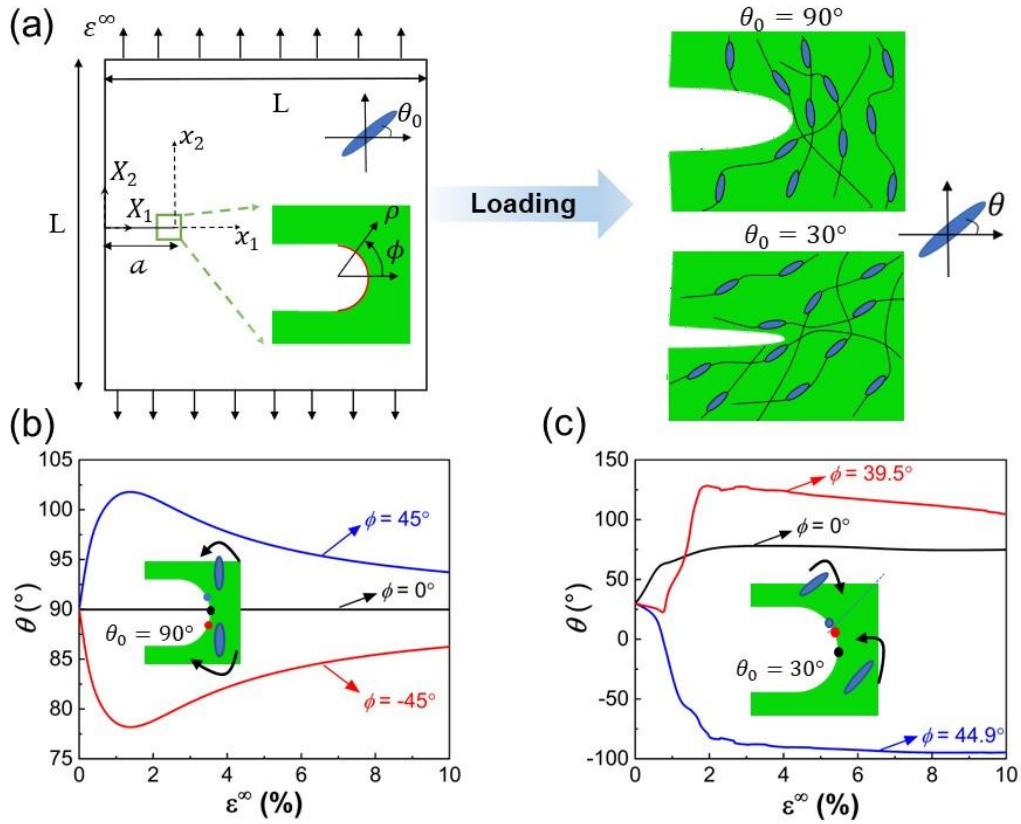 (a)
ε^∞
L
θ₀
x₂
X₂
L
X₁
x₁
a
ρ
ϕ
Loading
θ₀ = 90°
θ₀ = 30°
θ
(b)
105
100
95
90
85
80
75
θ (°)
ϕ = 45°
ϕ = 0°
θ₀ = 90°
ϕ = -45°
0 2 4 6 8 10
ε^∞ (%)
(c)
150
100
50
0
-50
-100
θ (°)
ϕ = 39.5°
ϕ = 0°
θ₀ = 30°
ϕ = 44.9°
0 2 4 6 8 10
ε^∞ (%)